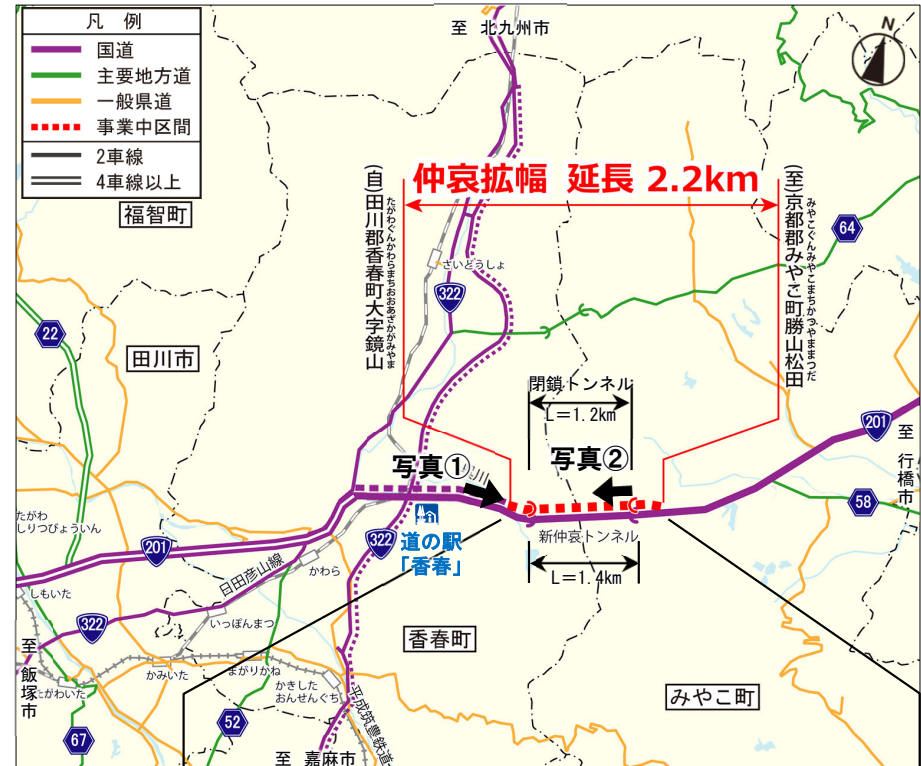 凡 例
国道
主要地方道
一般県道
事業中区間
2車線
4車線以上
至 北九州市
N
仲哀拡幅 延長 2.2km
(自)田川郡香春町大字鏡山
たがわぐんかわらまちおおあざかがみやま
(至)京都郡みやこ町勝山松田
みやこぐんみやこまちかつやままつだ
福智町
64
さいどうしょ
322
22
田川市
閉鎖トンネル
L=1.2km
201
至 行橋市
写真①
写真②
58
道の駅
「香春」
新仲哀トンネル
L=1.4km
たがわ
しりつびょういん
201
322
日田彦山線
かわら
しもいた
322
いっぽんまつ
香春町
至 飯塚市
たがわいた
かみいた
まがりかね
かきした
おんせんぐち
みやこ町
平成筑豊鉄道
52
67
至 嘉麻市